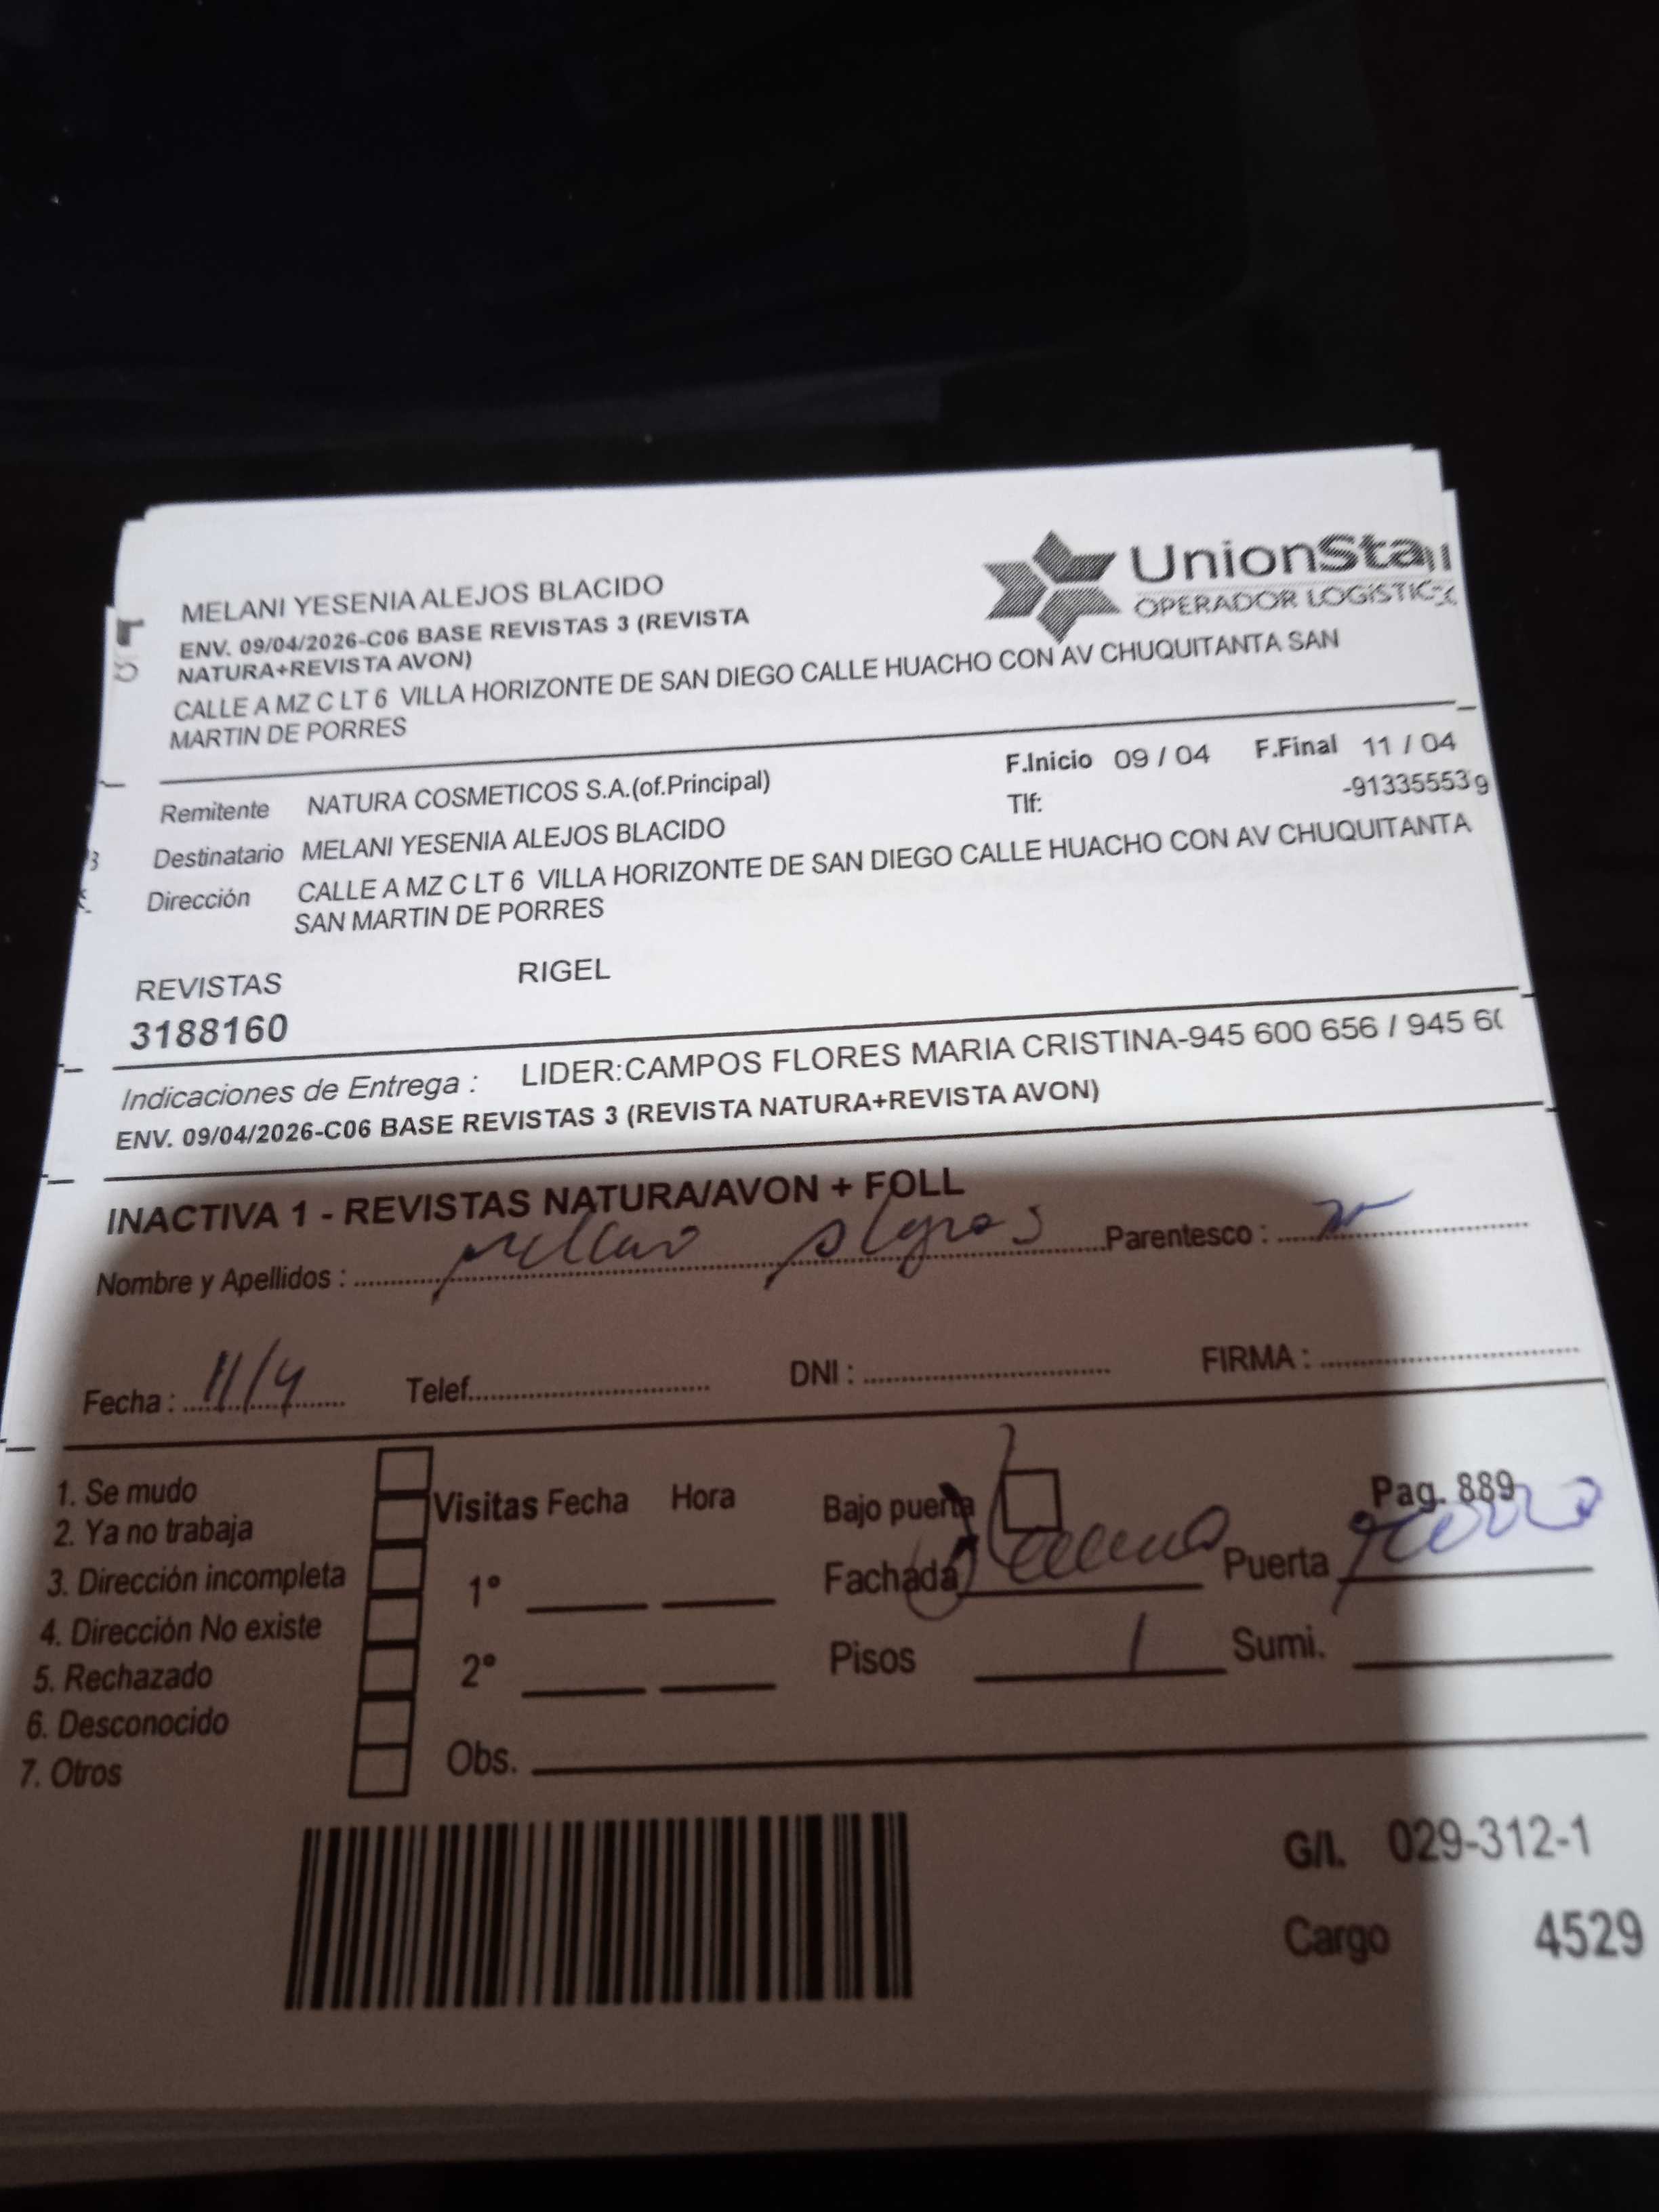 MELANI YESENIA ALEJOS BLACIDO
ENV. 09/04/2026-C06 BASE REVISTAS 3 (REVISTA
NATURA+REVISTA AVON)
CALLE A MZ C LT 6 VILLA HORIZONTE DE SAN DIEGO CALLE HUACHO CON AV CHUQUITANTA SAN
MARTIN DE PORRES
UnionSta
OPERADOR LOGISTIC
F.Inicio 09 / 04 F.Final 11 / 04
Remitente NATURA COSMETICOS S.A.(of.Principal)
Tlf: -913355539
Destinatario MELANI YESENIA ALEJOS BLACIDO
Dirección CALLE A MZ C LT 6 VILLA HORIZONTE DE SAN DIEGO CALLE HUACHO CON AV CHUQUITANTA
SAN MARTIN DE PORRES
REVISTAS RIGEL
3188160
Indicaciones de Entrega : LIDER:CAMPOS FLORES MARIA CRISTINA-945 600 656 / 945 6
ENV. 09/04/2026-C06 BASE REVISTAS 3 (REVISTA NATURA+REVISTA AVON)
INACTIVA 1 - REVISTAS NATURA/AVON + FOLL
Nombre y Apellidos : Parentesco :
Fecha : 11/4 Telef. DNI : FIRMA :
1. Se mudo
2. Ya no trabaja
3. Dirección incompleta
4. Dirección No existe
5. Rechazado
6. Desconocido
7. Otros
Visitas Fecha Hora
1°
2°
Obs.
Bajo puerta Pag. 889
Fachada Puerta
Pisos 1 Sumi.
G/I. 029-312-1
Cargo 4529